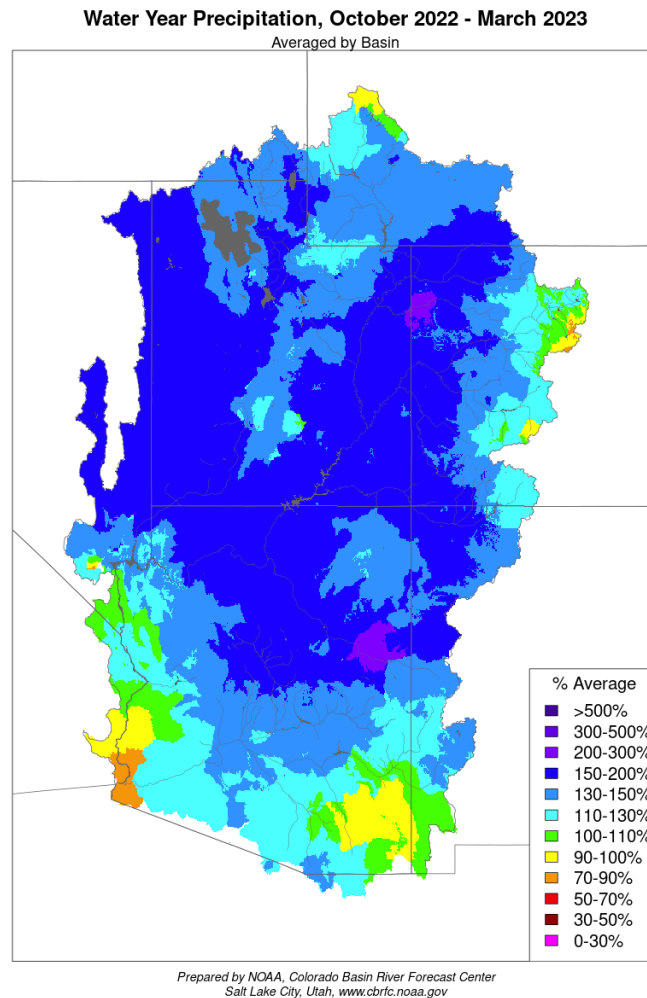 Water Year Precipitation, October 2022 - March 2023
Averaged by Basin
% Average
>500%
300-500%
200-300%
150-200%
130-150%
110-130%
100-110%
90-100%
70-90%
50-70%
30-50%
0-30%
Prepared by NOAA, Colorado Basin River Forecast Center
Salt Lake City, Utah, www.cbrfc.noaa.gov